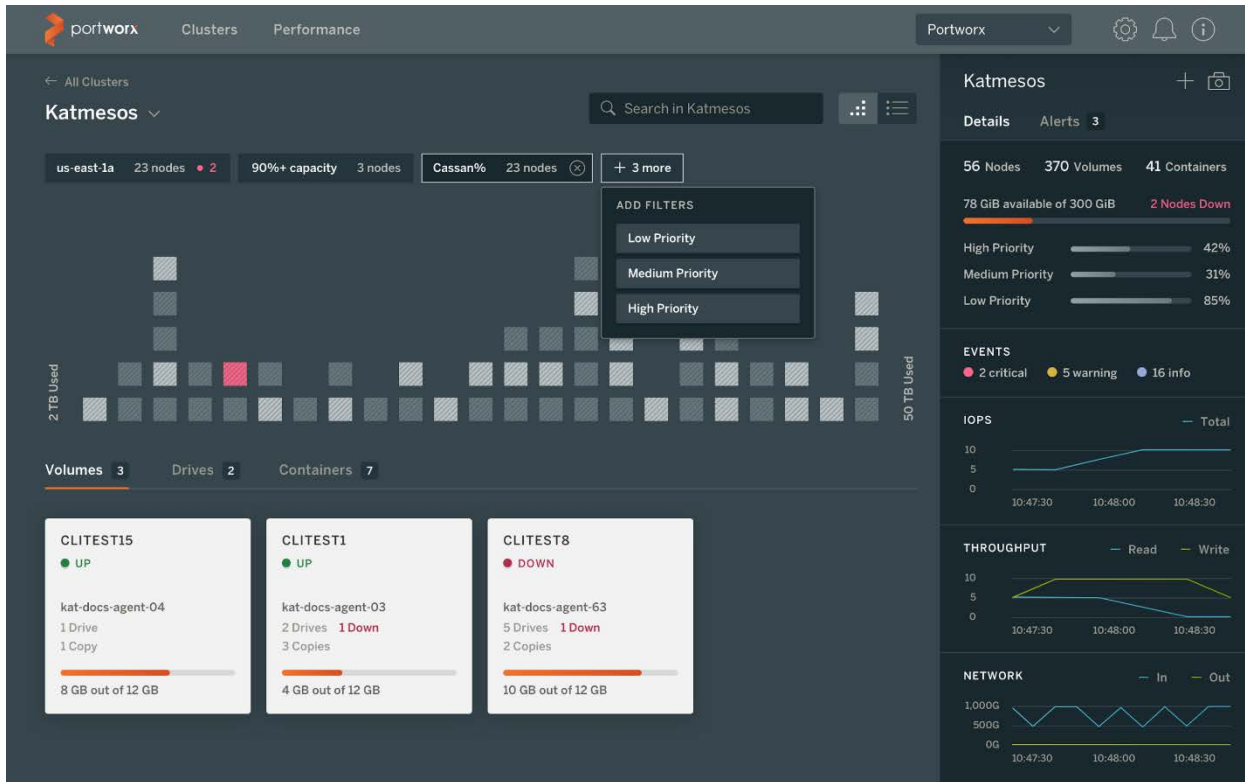 portworx Clusters Performance Portworx
← All Clusters
Katmesos
Search in Katmesos
us-east-1a 23 nodes • 2 90%+ capacity 3 nodes Cassan% 23 nodes + 3 more
ADD FILTERS
Low Priority
Medium Priority
High Priority
2 TB Used
50 TB Used
Volumes 3 Drives 2 Containers 7
CLITEST15
UP
kat-docs-agent-04
1 Drive
1 Copy
8 GB out of 12 GB
CLITEST1
UP
kat-docs-agent-03
2 Drives 1 Down
3 Copies
4 GB out of 12 GB
CLITEST8
DOWN
kat-docs-agent-63
5 Drives 1 Down
2 Copies
10 GB out of 12 GB
Katmesos
Details Alerts 3
56 Nodes 370 Volumes 41 Containers
78 GiB available of 300 GiB 2 Nodes Down
High Priority 42%
Medium Priority 31%
Low Priority 85%
EVENTS
2 critical 5 warning 16 info
IOPS Total
10
5
0
10:47:30 10:48:00 10:48:30
THROUGHPUT Read Write
10
5
0
10:47:30 10:48:00 10:48:30
NETWORK In Out
1,000G
500G
0G
10:47:30 10:48:00 10:48:30